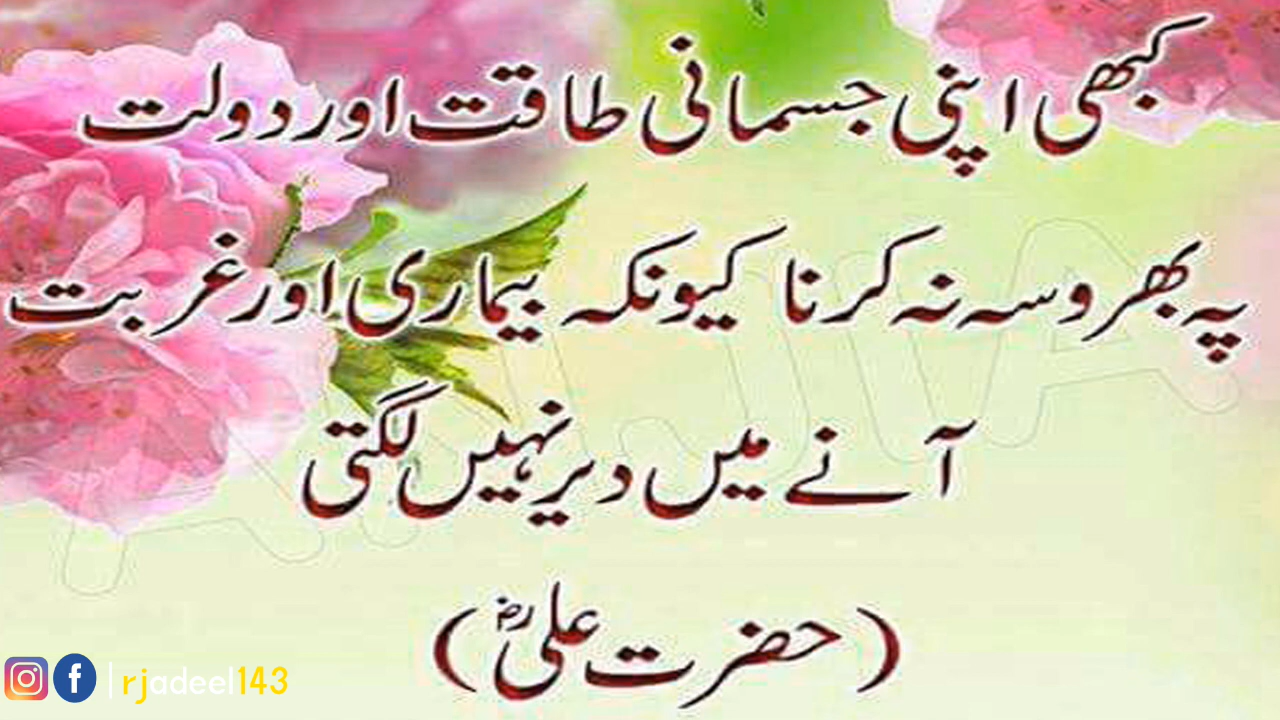 کبھی اپنی جسمانی طاقت اور دولت
پہ بھروسہ نہ کرنا کیونکہ بیماری اور غربت
آنے میں دیر نہیں لگتی
(حضرت علیؓ)
rjadeel143